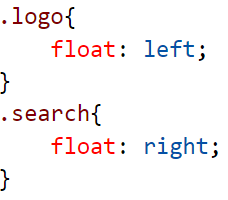 .logo{
    float: left;
}
.search{
    float: right;
}